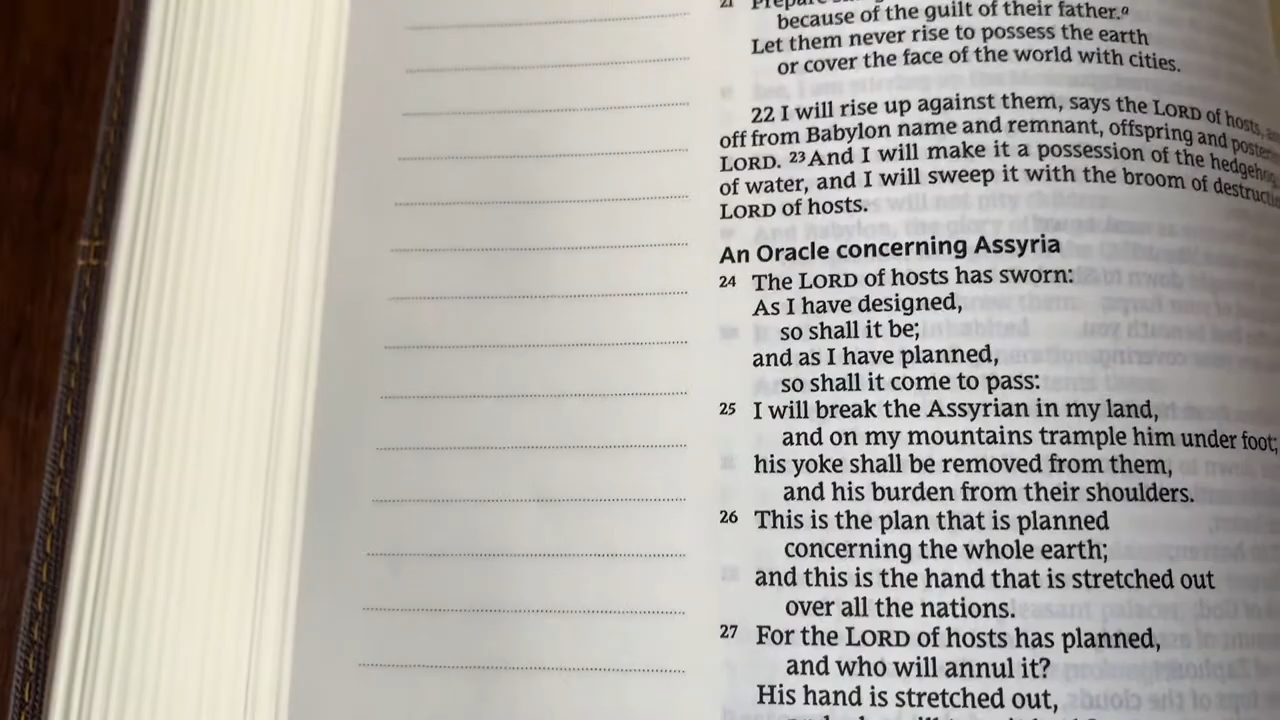 21 Prepare
because of the guilt of their father.a
Let them never rise to possess the earth
or cover the face of the world with cities.
22 I will rise up against them, says the LORD of hosts,
off from Babylon name and remnant, offspring and
LORD. 23 And I will make it a possession of the
of water, and I will sweep it with the broom of
LORD of hosts.
An Oracle concerning Assyria
24 The LORD of hosts has sworn:
As I have designed,
so shall it be;
and as I have planned,
so shall it come to pass:
25 I will break the Assyrian in my land,
and on my mountains trample him under foot;
his yoke shall be removed from them,
and his burden from their shoulders.
26 This is the plan that is planned
concerning the whole earth;
and this is the hand that is stretched out
over all the nations.
27 For the LORD of hosts has planned,
and who will annul it?
His hand is stretched out,